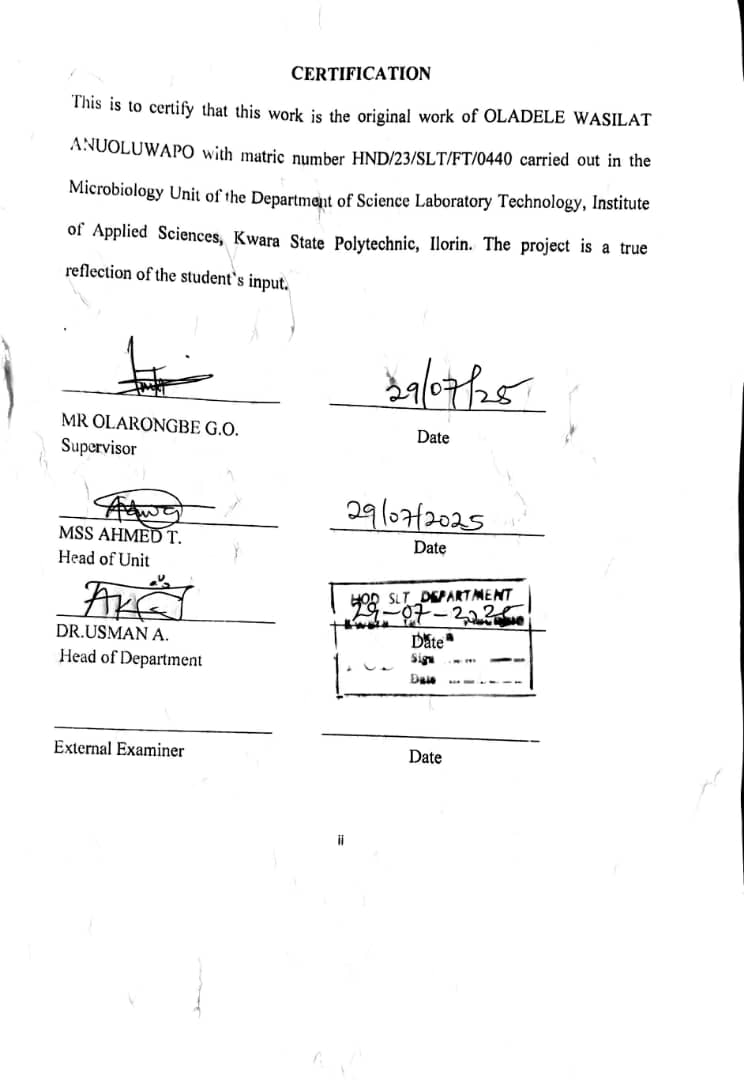 CERTIFICATION
This is to certify that this work is the original work of OLADELE WASILAT
ANUOLUWAPO with matric number HND/23/SLT/FT/0440 carried out in the
Microbiology Unit of the Department of Science Laboratory Technology, Institute
of Applied Sciences, Kwara State Polytechnic, Ilorin. The project is a true
reflection of the student's input.
29/07/25
MR OLARONGBE G.O.
Date
Supervisor
29/07/2025
MSS AHMED T.
Date
Head of Unit
HOD SLT DEPARTMENT
29-07-2025
DR.USMAN A.
Date
Head of Department
Sign
Date
External Examiner
Date
ii